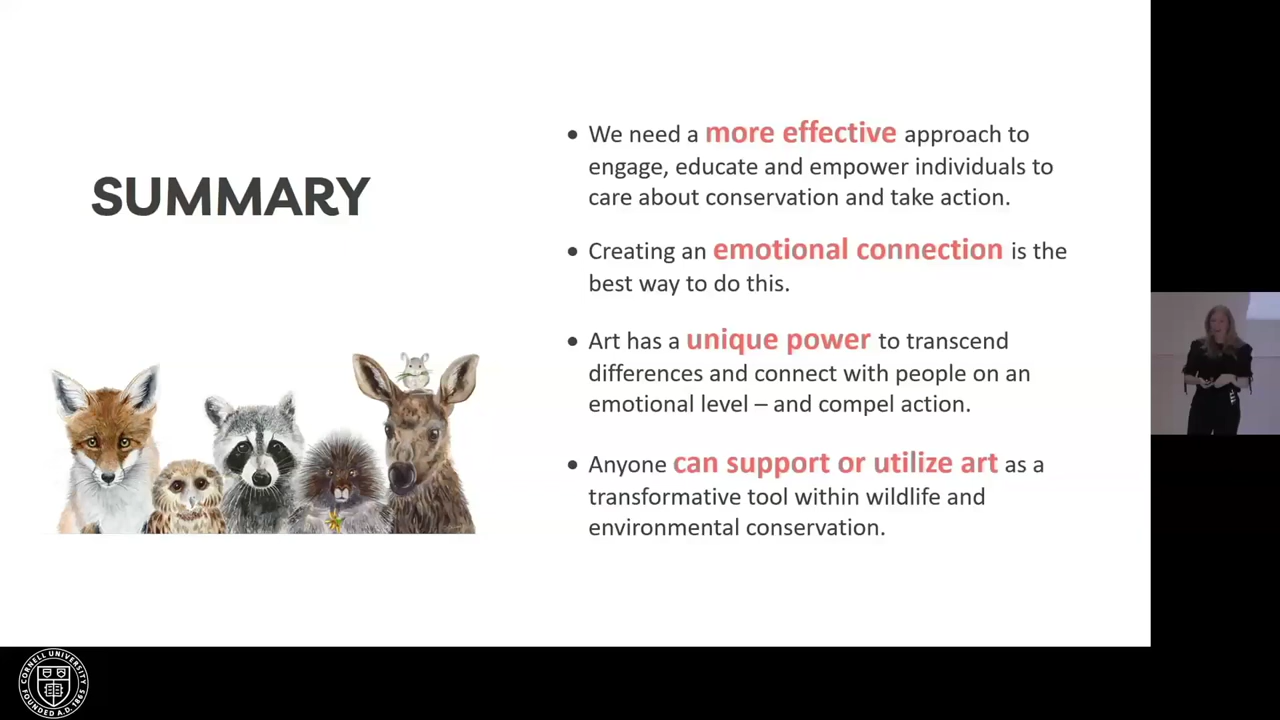 SUMMARY
• We need a more effective approach to
engage, educate and empower individuals to
care about conservation and take action.
• Creating an emotional connection is the
best way to do this.
• Art has a unique power to transcend
differences and connect with people on an
emotional level – and compel action.
• Anyone can support or utilize art as a
transformative tool within wildlife and
environmental conservation.
CORNELL UNIVERSITY
FOUNDED A.D. 1865